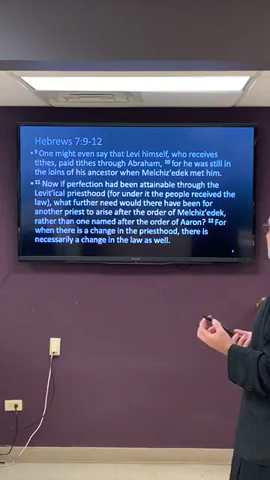 Hebrews 7:9-12
• ⁹ One might even say that Levi himself, who receives
tithes, paid tithes through Abraham, ¹⁰ for he was still in
the loins of his ancestor when Melchiz'edek met him.
• ¹¹ Now if perfection had been attainable through the
Levit'ical priesthood (for under it the people received the
law), what further need would there have been for
another priest to arise after the order of Melchiz'edek,
rather than one named after the order of Aaron? ¹² For
when there is a change in the priesthood, there is
necessarily a change in the law as well.